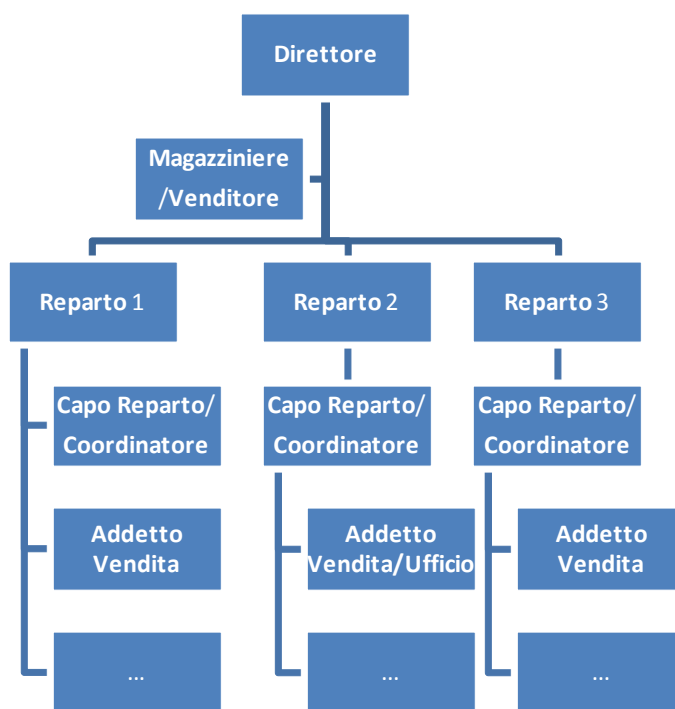 Direttore
Magazziniere
/Venditore
Reparto 1
Reparto 2
Reparto 3
Capo Reparto/
Coordinatore
Capo Reparto/
Coordinatore
Capo Reparto/
Coordinatore
Addetto
Vendita
Addetto
Vendita/Ufficio
Addetto
Vendita
...
...
...